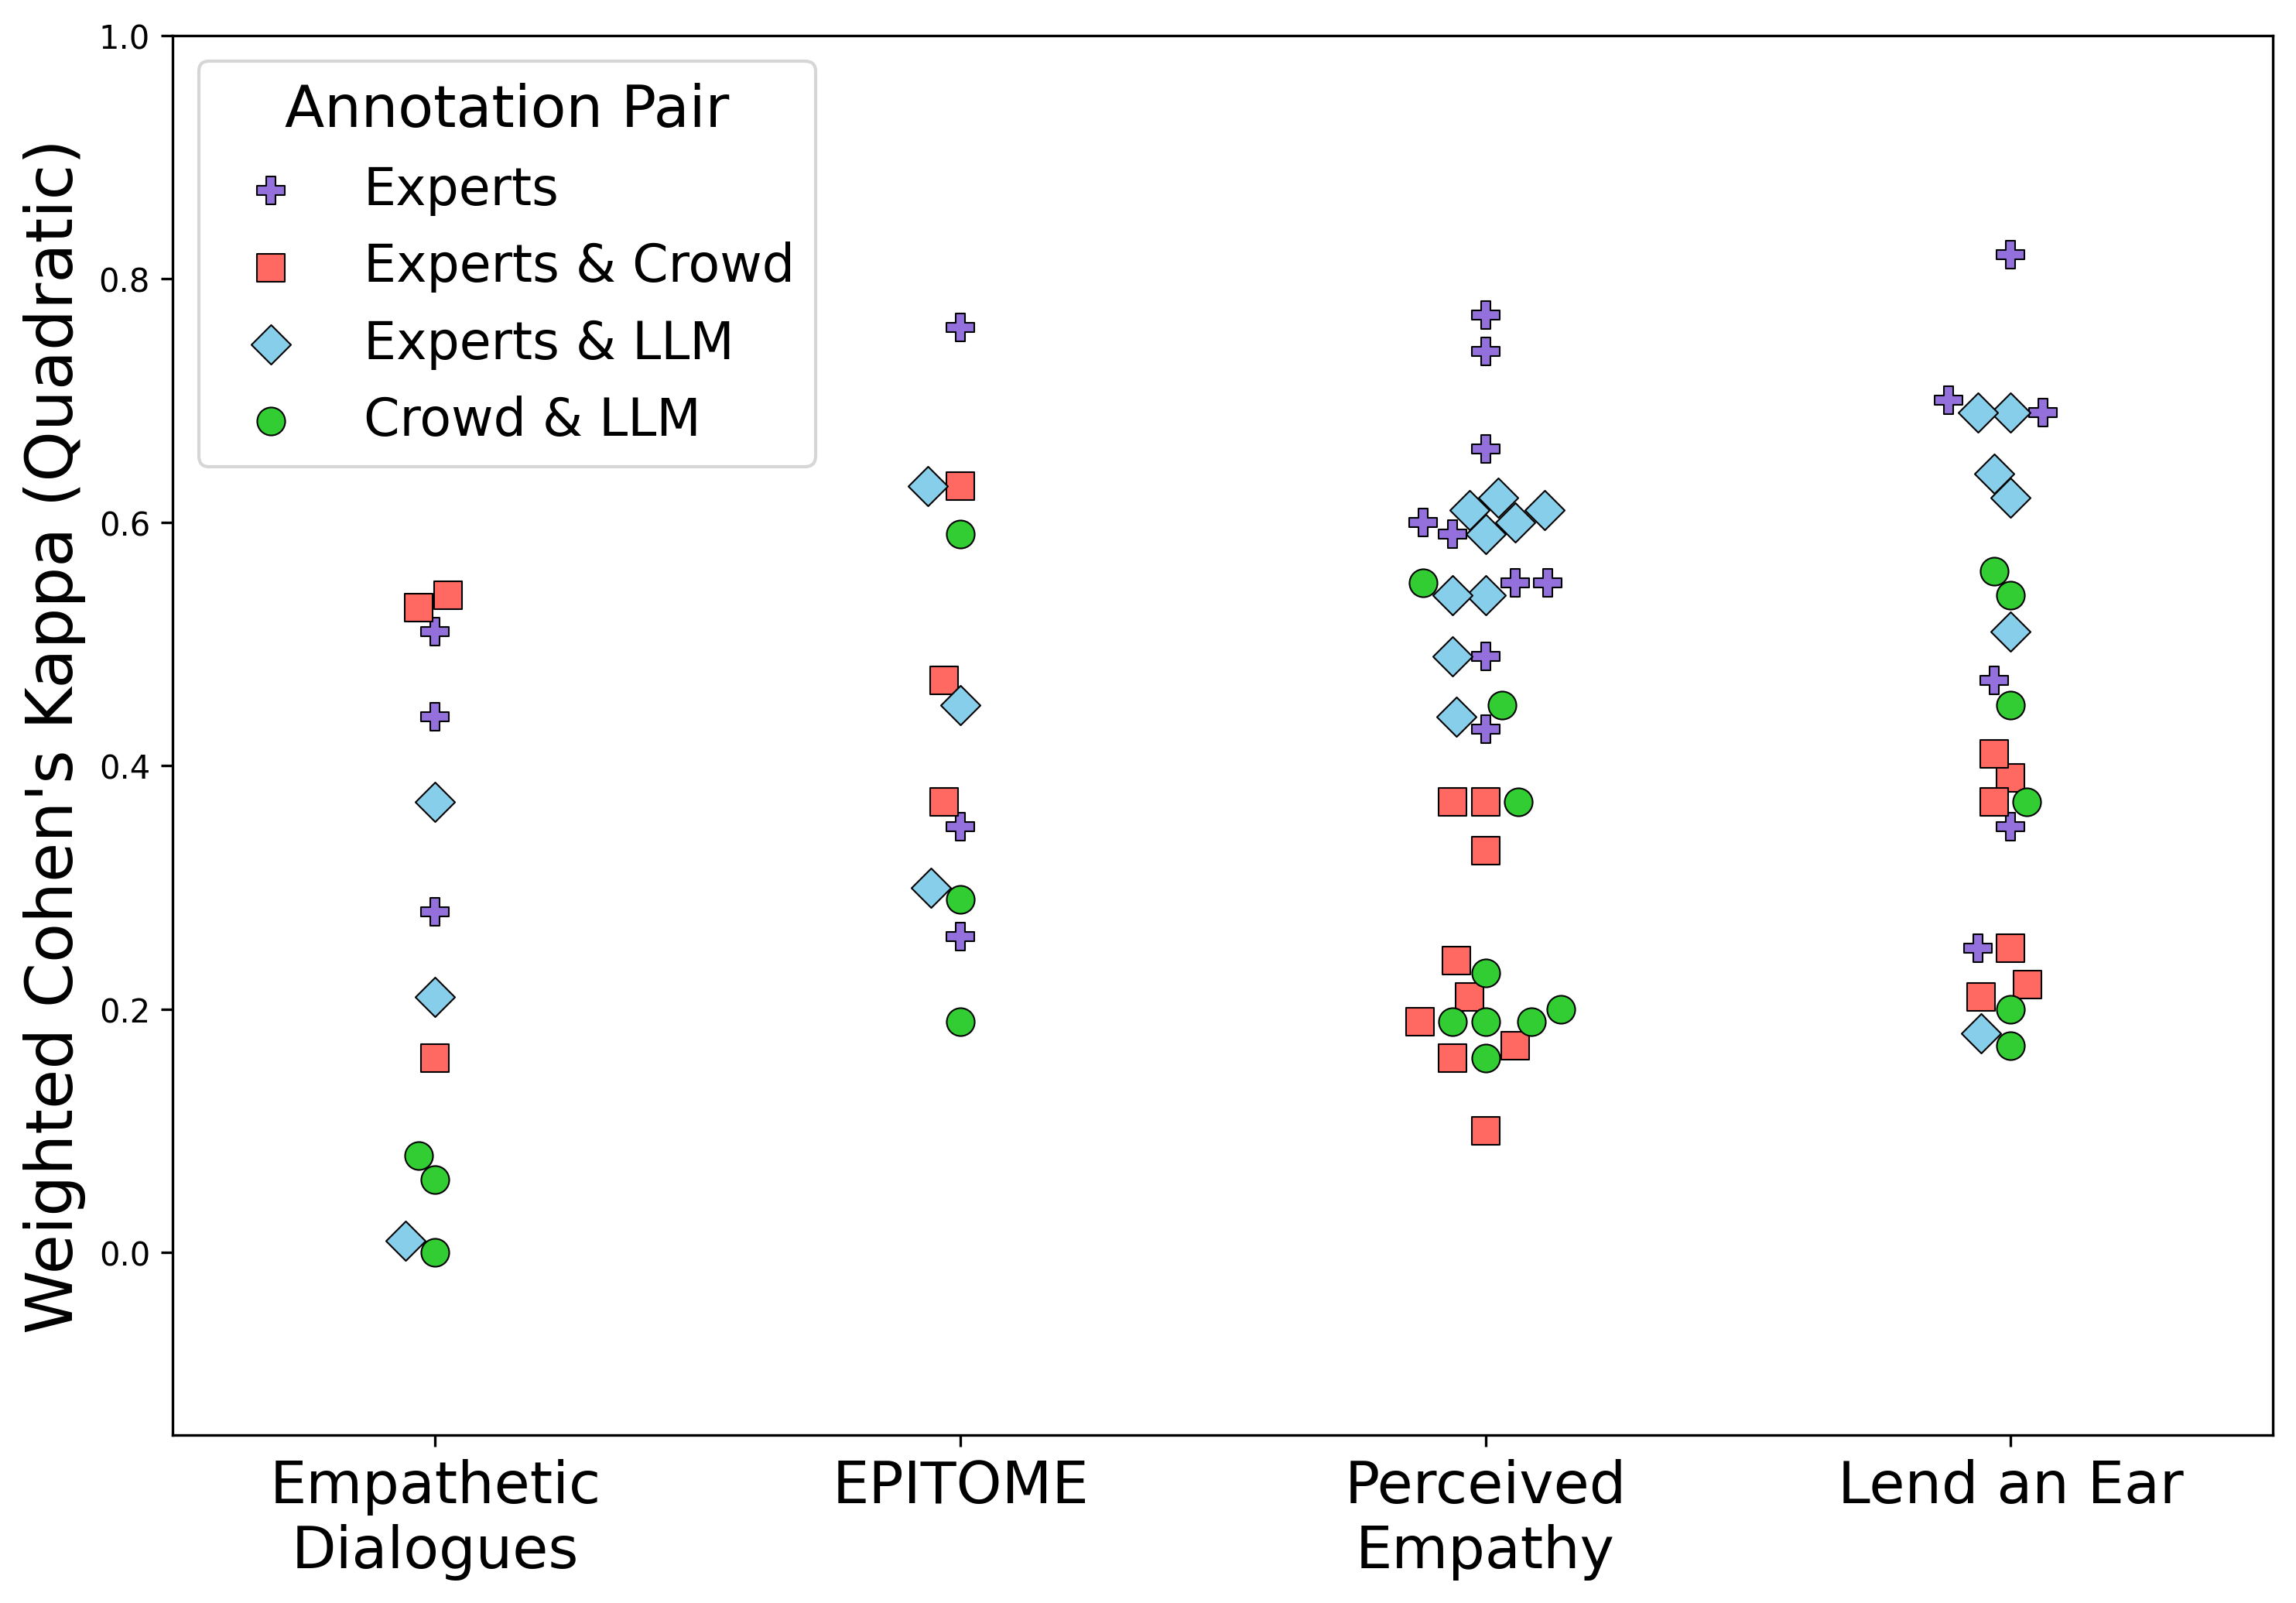 Weighted Cohen's Kappa (Quadratic)
1.0
0.8
0.6
0.4
0.2
0.0
Annotation Pair
Experts
Experts & Crowd
Experts & LLM
Crowd & LLM
Empathetic
Dialogues
EPITOME
Perceived
Empathy
Lend an Ear